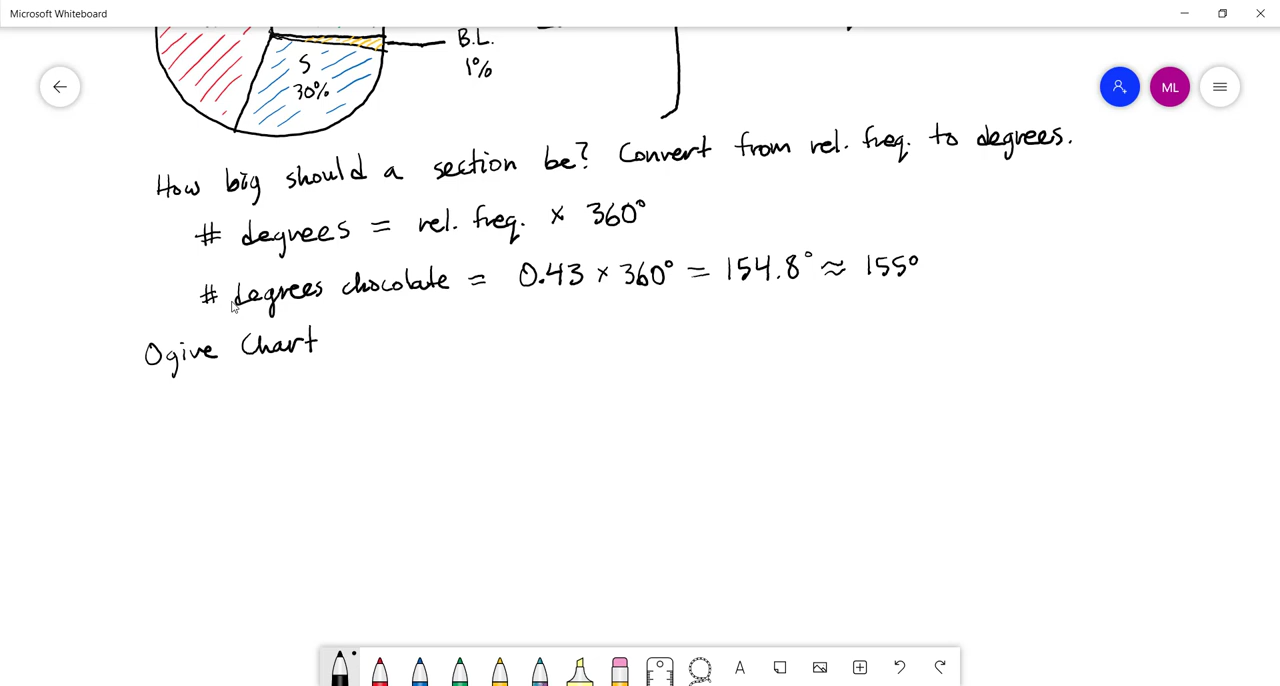 Microsoft Whiteboard
B.L.
1%
S
30%
ML
How big should a section be? Convert from rel. freq. to degrees.
# degrees = rel. freq. × 360°
# degrees chocolate = 0.43 × 360° = 154.8° ≈ 155°
Ogive Chart
A